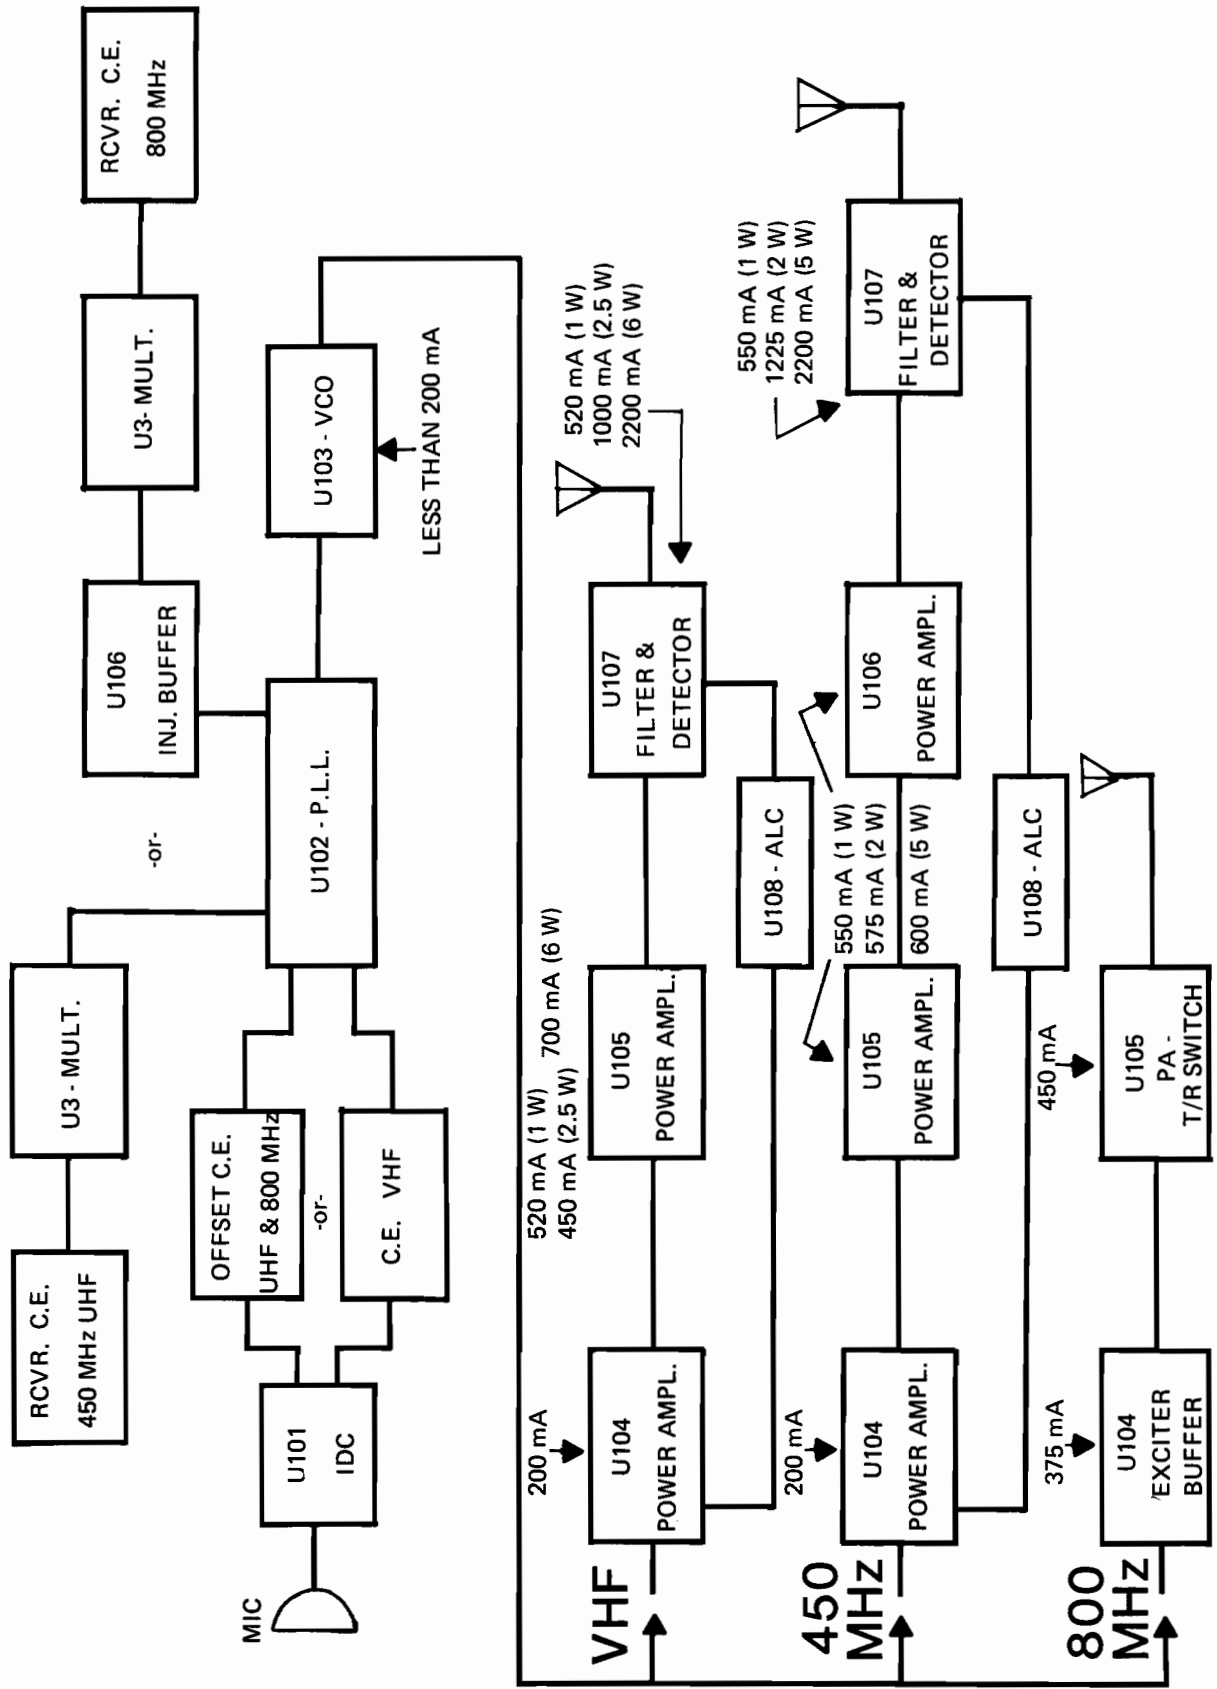 RCVR. C.E.
450 MHz UHF
U3 - MULT.
-or-
U106
INJ. BUFFER
U3- MULT.
RCVR. C.E.
800 MHz
MIC
U101
IDC
OFFSET C.E.
UHF & 800 MHz
-or-
C.E. VHF
U102 - P.L.L.
U103 - VCO
LESS THAN 200 mA
VHF
200 mA
U104
POWER AMPL.
520 mA (1 W)
450 mA (2.5 W)
700 mA (6 W)
U105
POWER AMPL.
U107
FILTER &
DETECTOR
520 mA (1 W)
1000 mA (2.5 W)
2200 mA (6 W)
U108 - ALC
450
MHz
200 mA
U104
POWER AMPL.
U105
POWER AMPL.
550 mA (1 W)
575 mA (2 W)
600 mA (5 W)
U106
POWER AMPL.
U107
FILTER &
DETECTOR
550 mA (1 W)
1225 mA (2 W)
2200 mA (5 W)
U108 - ALC
800
MHz
375 mA
U104
EXCITER
BUFFER
450 mA
U105
PA -
T/R SWITCH